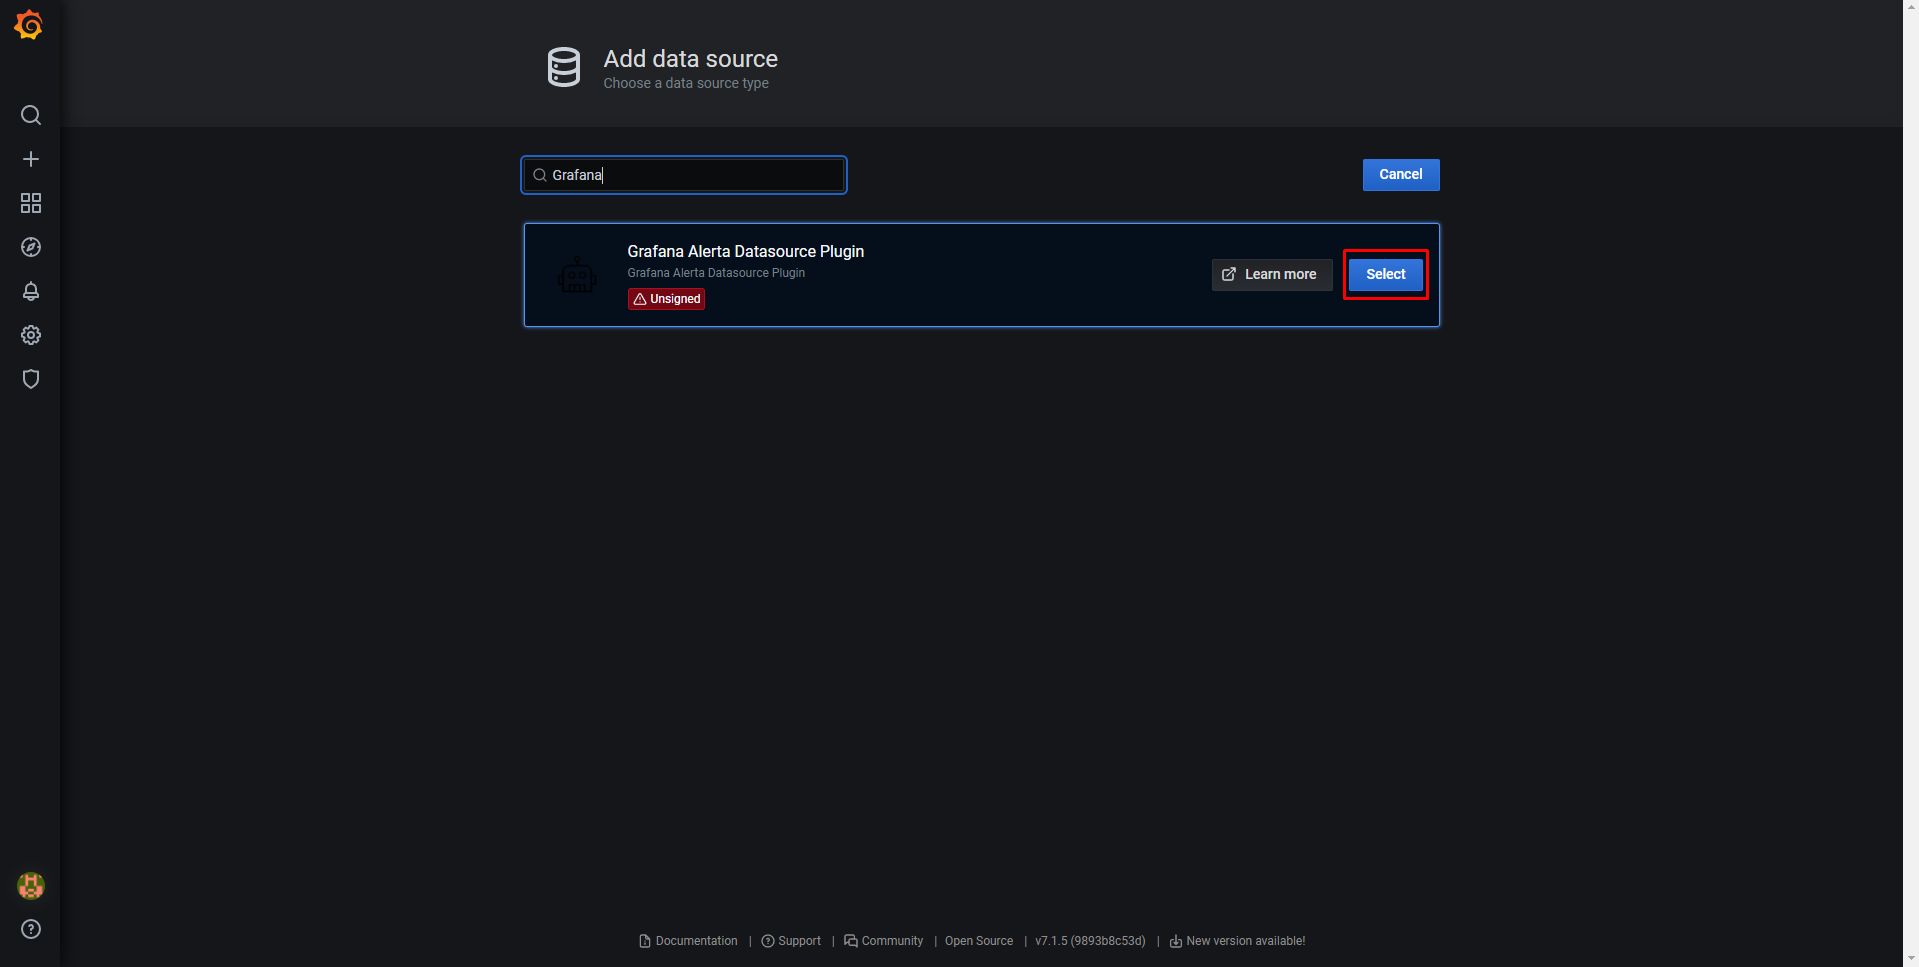 Add data source
Choose a data source type
Grafana
Cancel
Grafana Alerta Datasource Plugin
Grafana Alerta Datasource Plugin
Unsigned
Learn more
Select
Documentation | Support | Community | Open Source | v7.1.5 (9893b8c53d) | New version available!